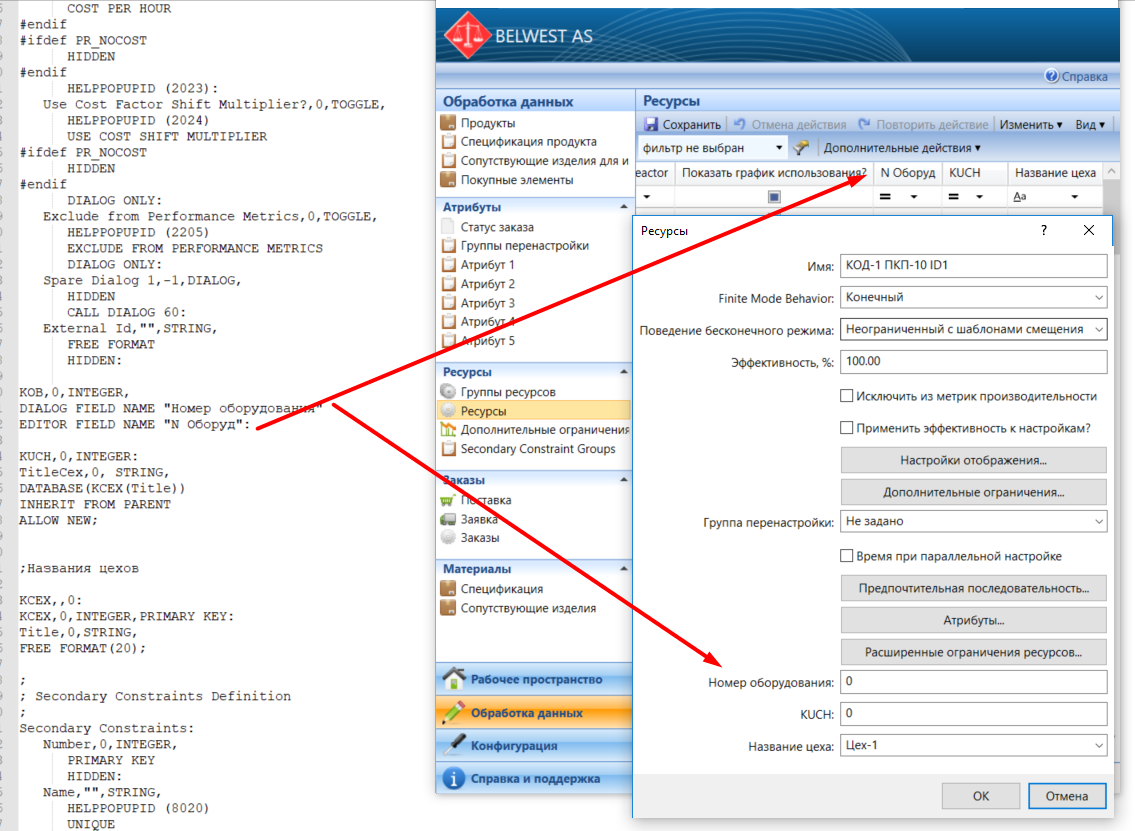 COST PER HOUR
#endif
#ifdef PR_NOCOST
HIDDEN
#endif
HELPPOPUPID (2023):
Use Cost Factor Shift Multiplier?,0,TOGGLE,
HELPPOPUPID (2024)
USE COST SHIFT MULTIPLIER
#ifdef PR_NOCOST
HIDDEN
#endif
DIALOG ONLY:
Exclude from Performance Metrics,0,TOGGLE,
HELPPOPUPID (2205)
EXCLUDE FROM PERFORMANCE METRICS
DIALOG ONLY:
Spare Dialog 1,-1,DIALOG,
HIDDEN
CALL DIALOG 60:
External Id,"",STRING,
FREE FORMAT
HIDDEN:
KOB,0,INTEGER,
DIALOG FIELD NAME "Номер оборудования"
EDITOR FIELD NAME "N Оборуд":
KUCH,0,INTEGER:
TitleCex,0, STRING,
DATABASE(KCEX(Title))
INHERIT FROM PARENT
ALLOW NEW;
;Названия цехов
KCEX,,0:
KCEX,0,INTEGER,PRIMARY KEY:
Title,0,STRING,
FREE FORMAT(20);
;
; Secondary Constraints Definition
;
Secondary Constraints:
Number,0,INTEGER,
PRIMARY KEY
HIDDEN:
Name,"",STRING,
HELPPOPUPID (8020)
UNIQUE
BELWEST AS
Справка
Обработка данных
Продукты
Спецификация продукта
Сопутствующие изделия для и
Покупные элементы
Атрибуты
Статус заказа
Группы перенастройки
Атрибут 1
Атрибут 2
Атрибут 3
Атрибут 4
Атрибут 5
Ресурсы
Группы ресурсов
Ресурсы
Дополнительные ограничения
Secondary Constraint Groups
Заказы
Поставка
Заявка
Заказы
Материалы
Спецификация
Сопутствующие изделия
Рабочее пространство
Обработка данных
Конфигурация
Справка и поддержка
Ресурсы
Сохранить Отмена действия Повторить действие Изменить Вид
фильтр не выбран Дополнительные действия
eactor Показать график использования? N Оборуд KUCH Название цеха
= = Aa
Ресурсы ?
Имя: КОД-1 ПКП-10 ID1
Finite Mode Behavior: Конечный
Поведение бесконечного режима: Неограниченный с шаблонами смещения
Эффективность, %: 100.00
Исключить из метрик производительности
Применить эффективность к настройкам?
Настройки отображения...
Дополнительные ограничения...
Группа перенастройки: Не задано
Время при параллельной настройке
Предпочтительная последовательность...
Атрибуты...
Расширенные ограничения ресурсов...
Номер оборудования: 0
KUCH: 0
Название цеха: Цех-1
OK Отмена